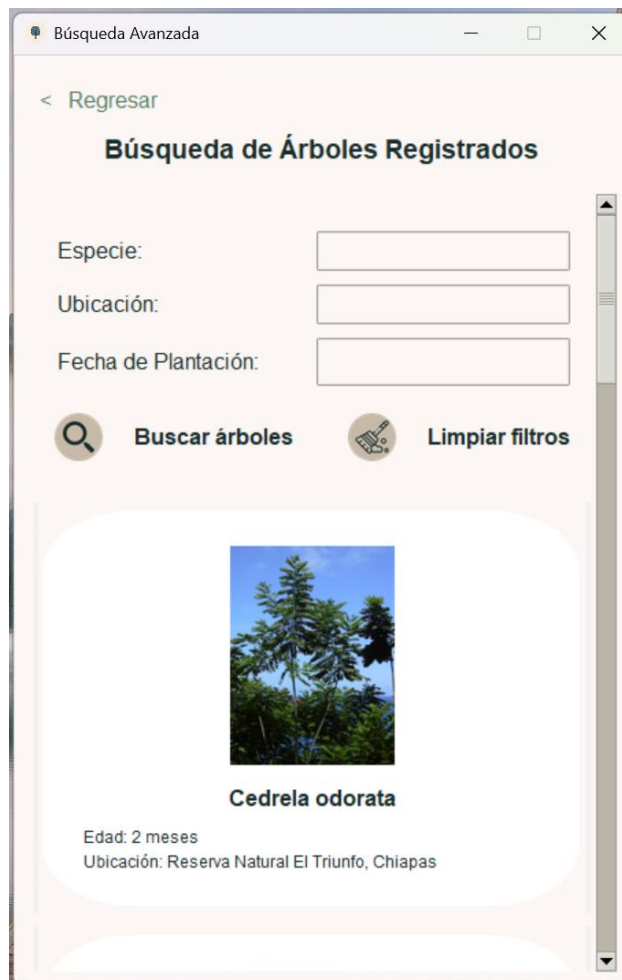 Búsqueda Avanzada
< Regresar
Búsqueda de Árboles Registrados
Especie:
Ubicación:
Fecha de Plantación:
Buscar árboles Limpiar filtros
Cedrela odorata
Edad: 2 meses
Ubicación: Reserva Natural El Triunfo, Chiapas